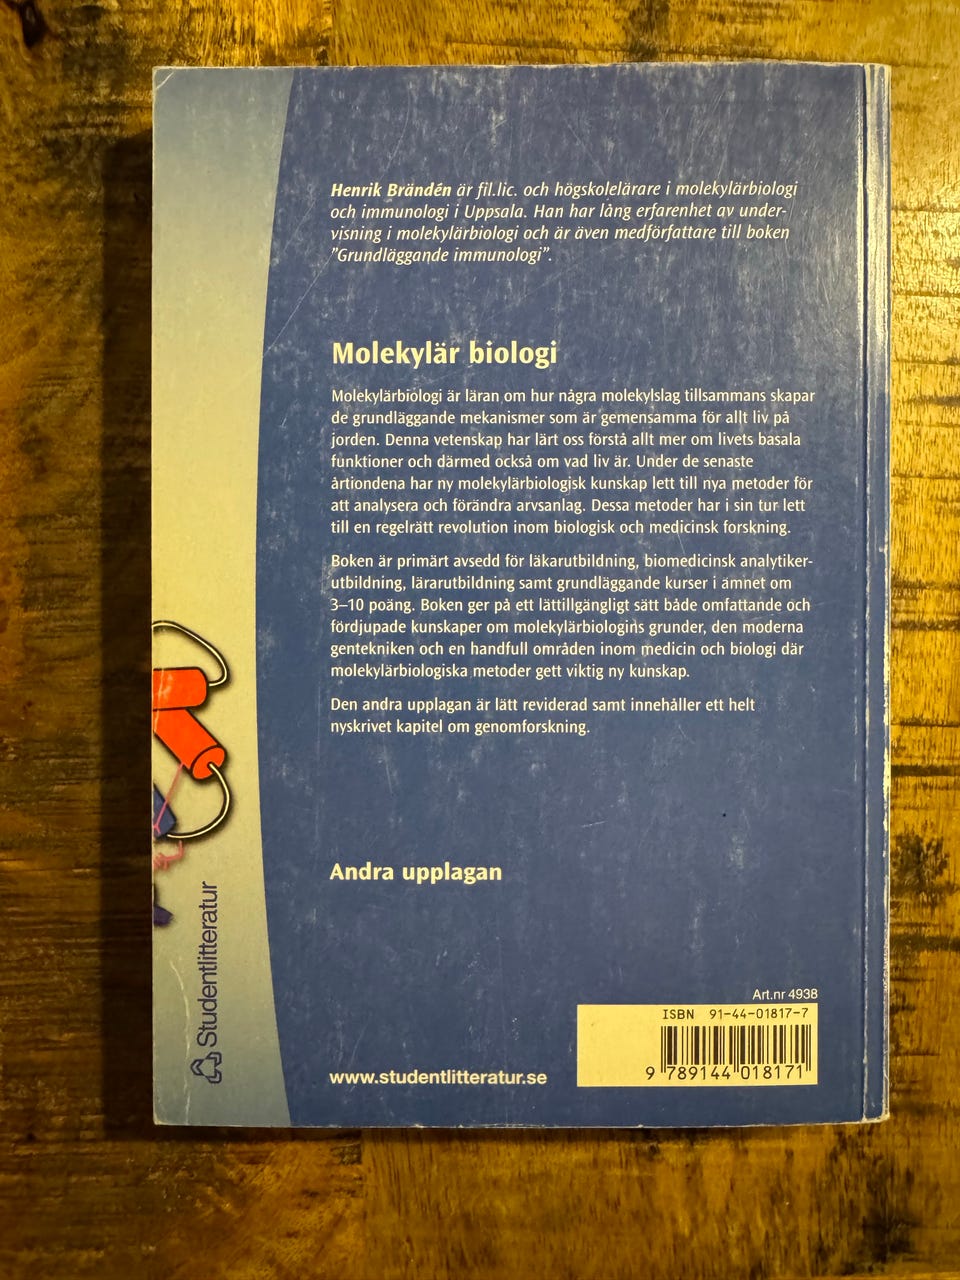 Henrik Brändén är fil.lic. och högskolelärare i molekylärbiologi
och immunologi i Uppsala. Han har lång erfarenhet av under-
visning i molekylärbiologi och är även medförfattare till boken
”Grundläggande immunologi”.
Molekylär biologi
Molekylärbiologi är läran om hur några molekylslag tillsammans skapar
de grundläggande mekanismer som är gemensamma för allt liv på
jorden. Denna vetenskap har lärt oss förstå allt mer om livets basala
funktioner och därmed också om vad liv är. Under de senaste
årtiondena har ny molekylärbiologisk kunskap lett till nya metoder för
att analysera och förändra arvsanlag. Dessa metoder har i sin tur lett
till en regelrätt revolution inom biologisk och medicinsk forskning.
Boken är primärt avsedd för läkarutbildning, biomedicinsk analytiker-
utbildning, lärarutbildning samt grundläggande kurser i ämnet om
3–10 poäng. Boken ger på ett lättillgängligt sätt både omfattande och
fördjupade kunskaper om molekylärbiologins grunder, den moderna
gentekniken och en handfull områden inom medicin och biologi där
molekylärbiologiska metoder gett viktig ny kunskap.
Den andra upplagan är lätt reviderad samt innehåller ett helt
nyskrivet kapitel om genomforskning.
Andra upplagan
Studentlitteratur
www.studentlitteratur.se
Art.nr 4938
ISBN 91-44-01817-7
9 789144 018171